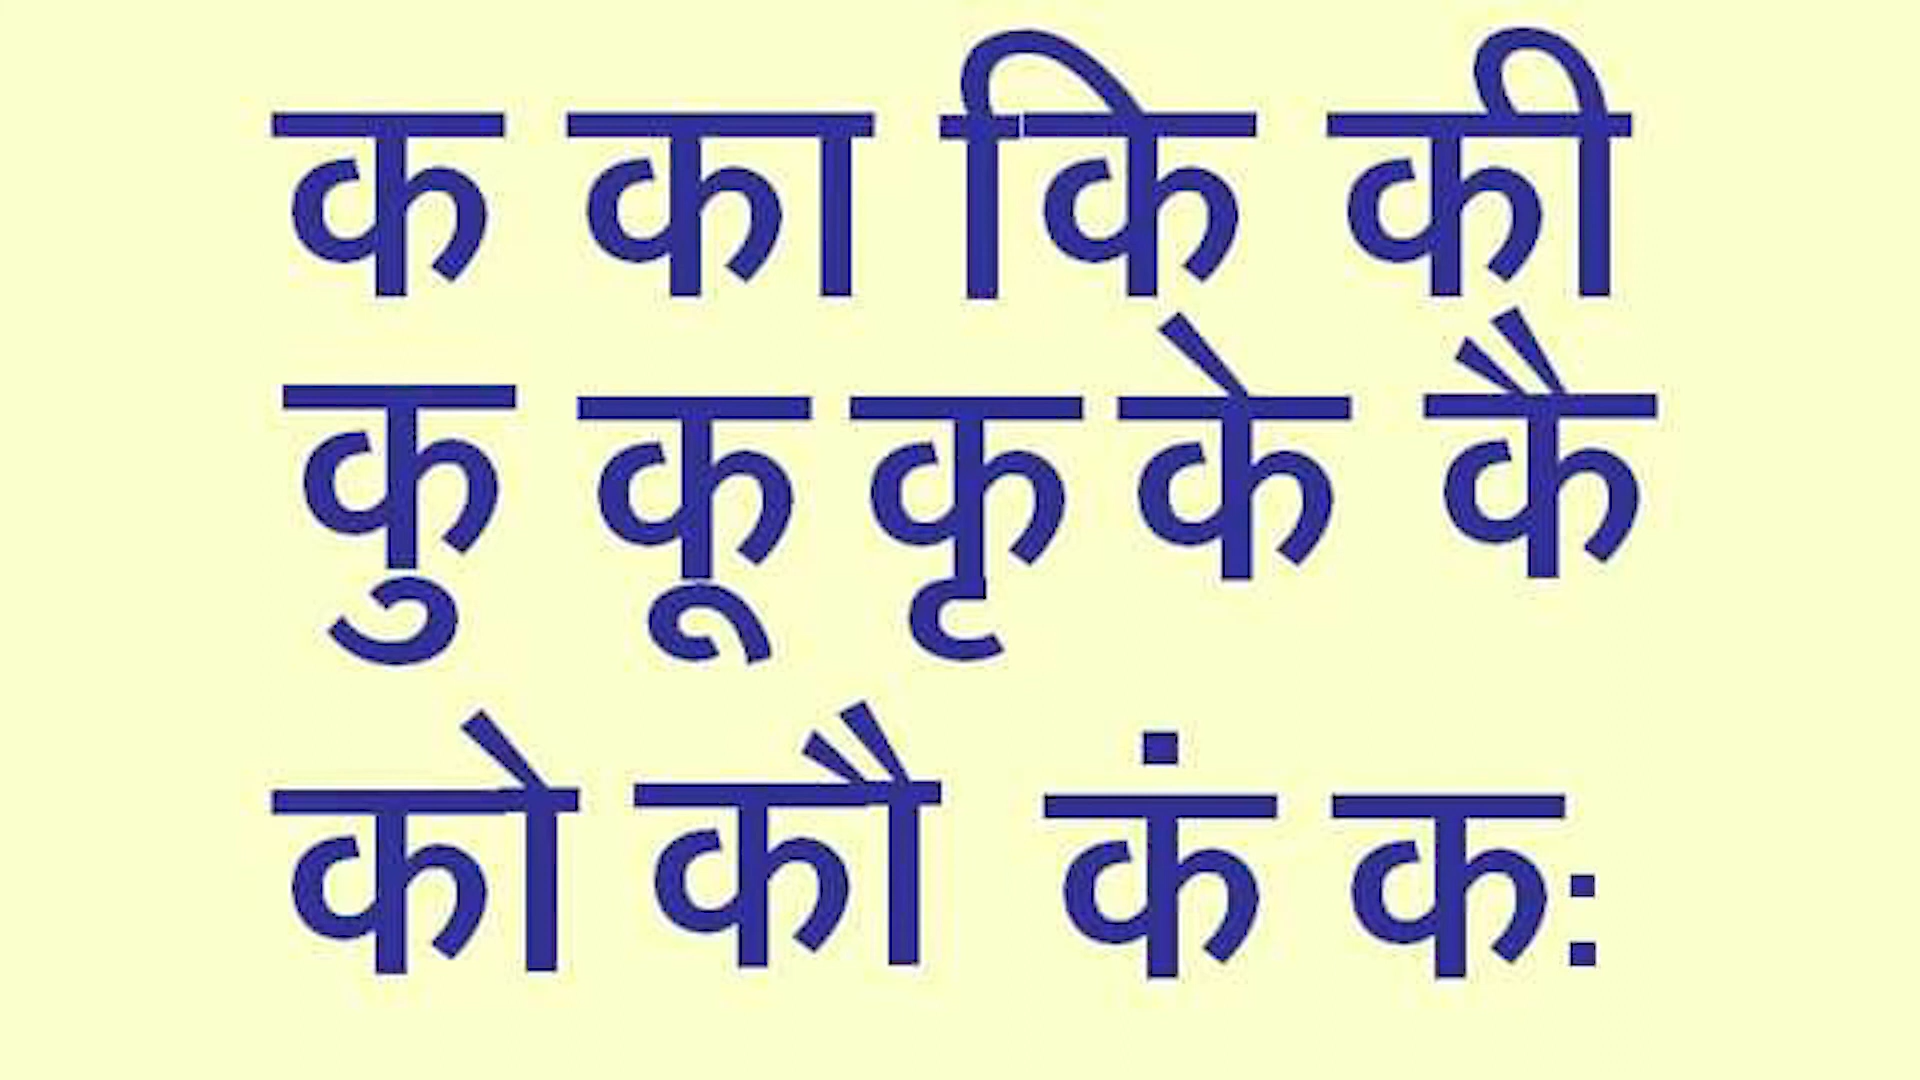 क का कि की
कु कू कृ के कै
को कौ कं कः